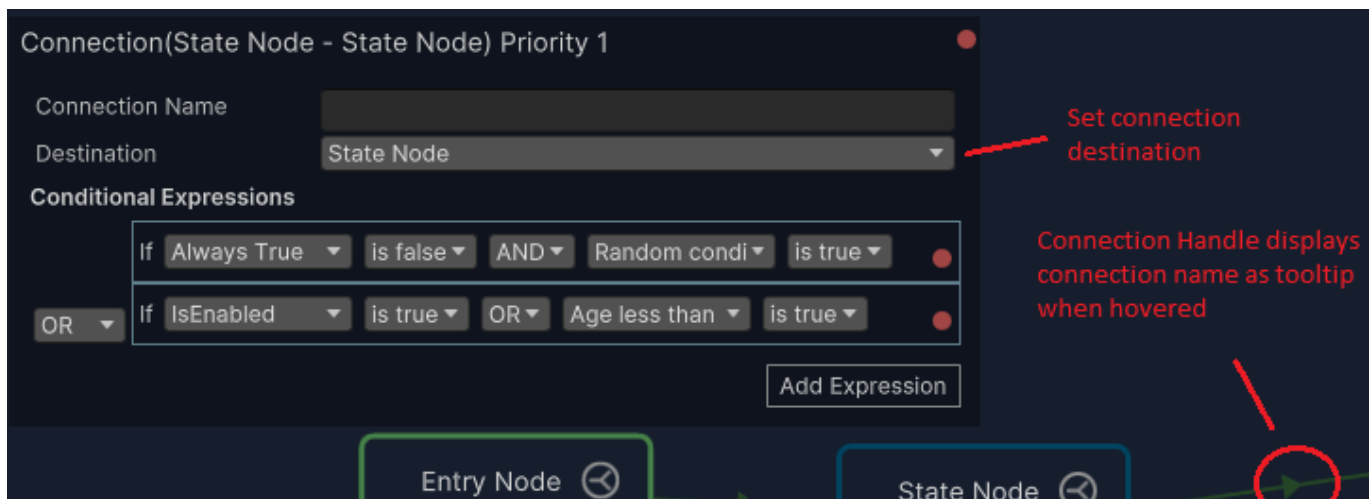 Connection(State Node - State Node) Priority 1
Connection Name
Destination State Node
Set connection
destination
Conditional Expressions
If Always True is false AND Random condi is true
OR If IsEnabled is true OR Age less than is true
Connection Handle displays
connection name as tooltip
when hovered
Add Expression
Entry Node
State Node